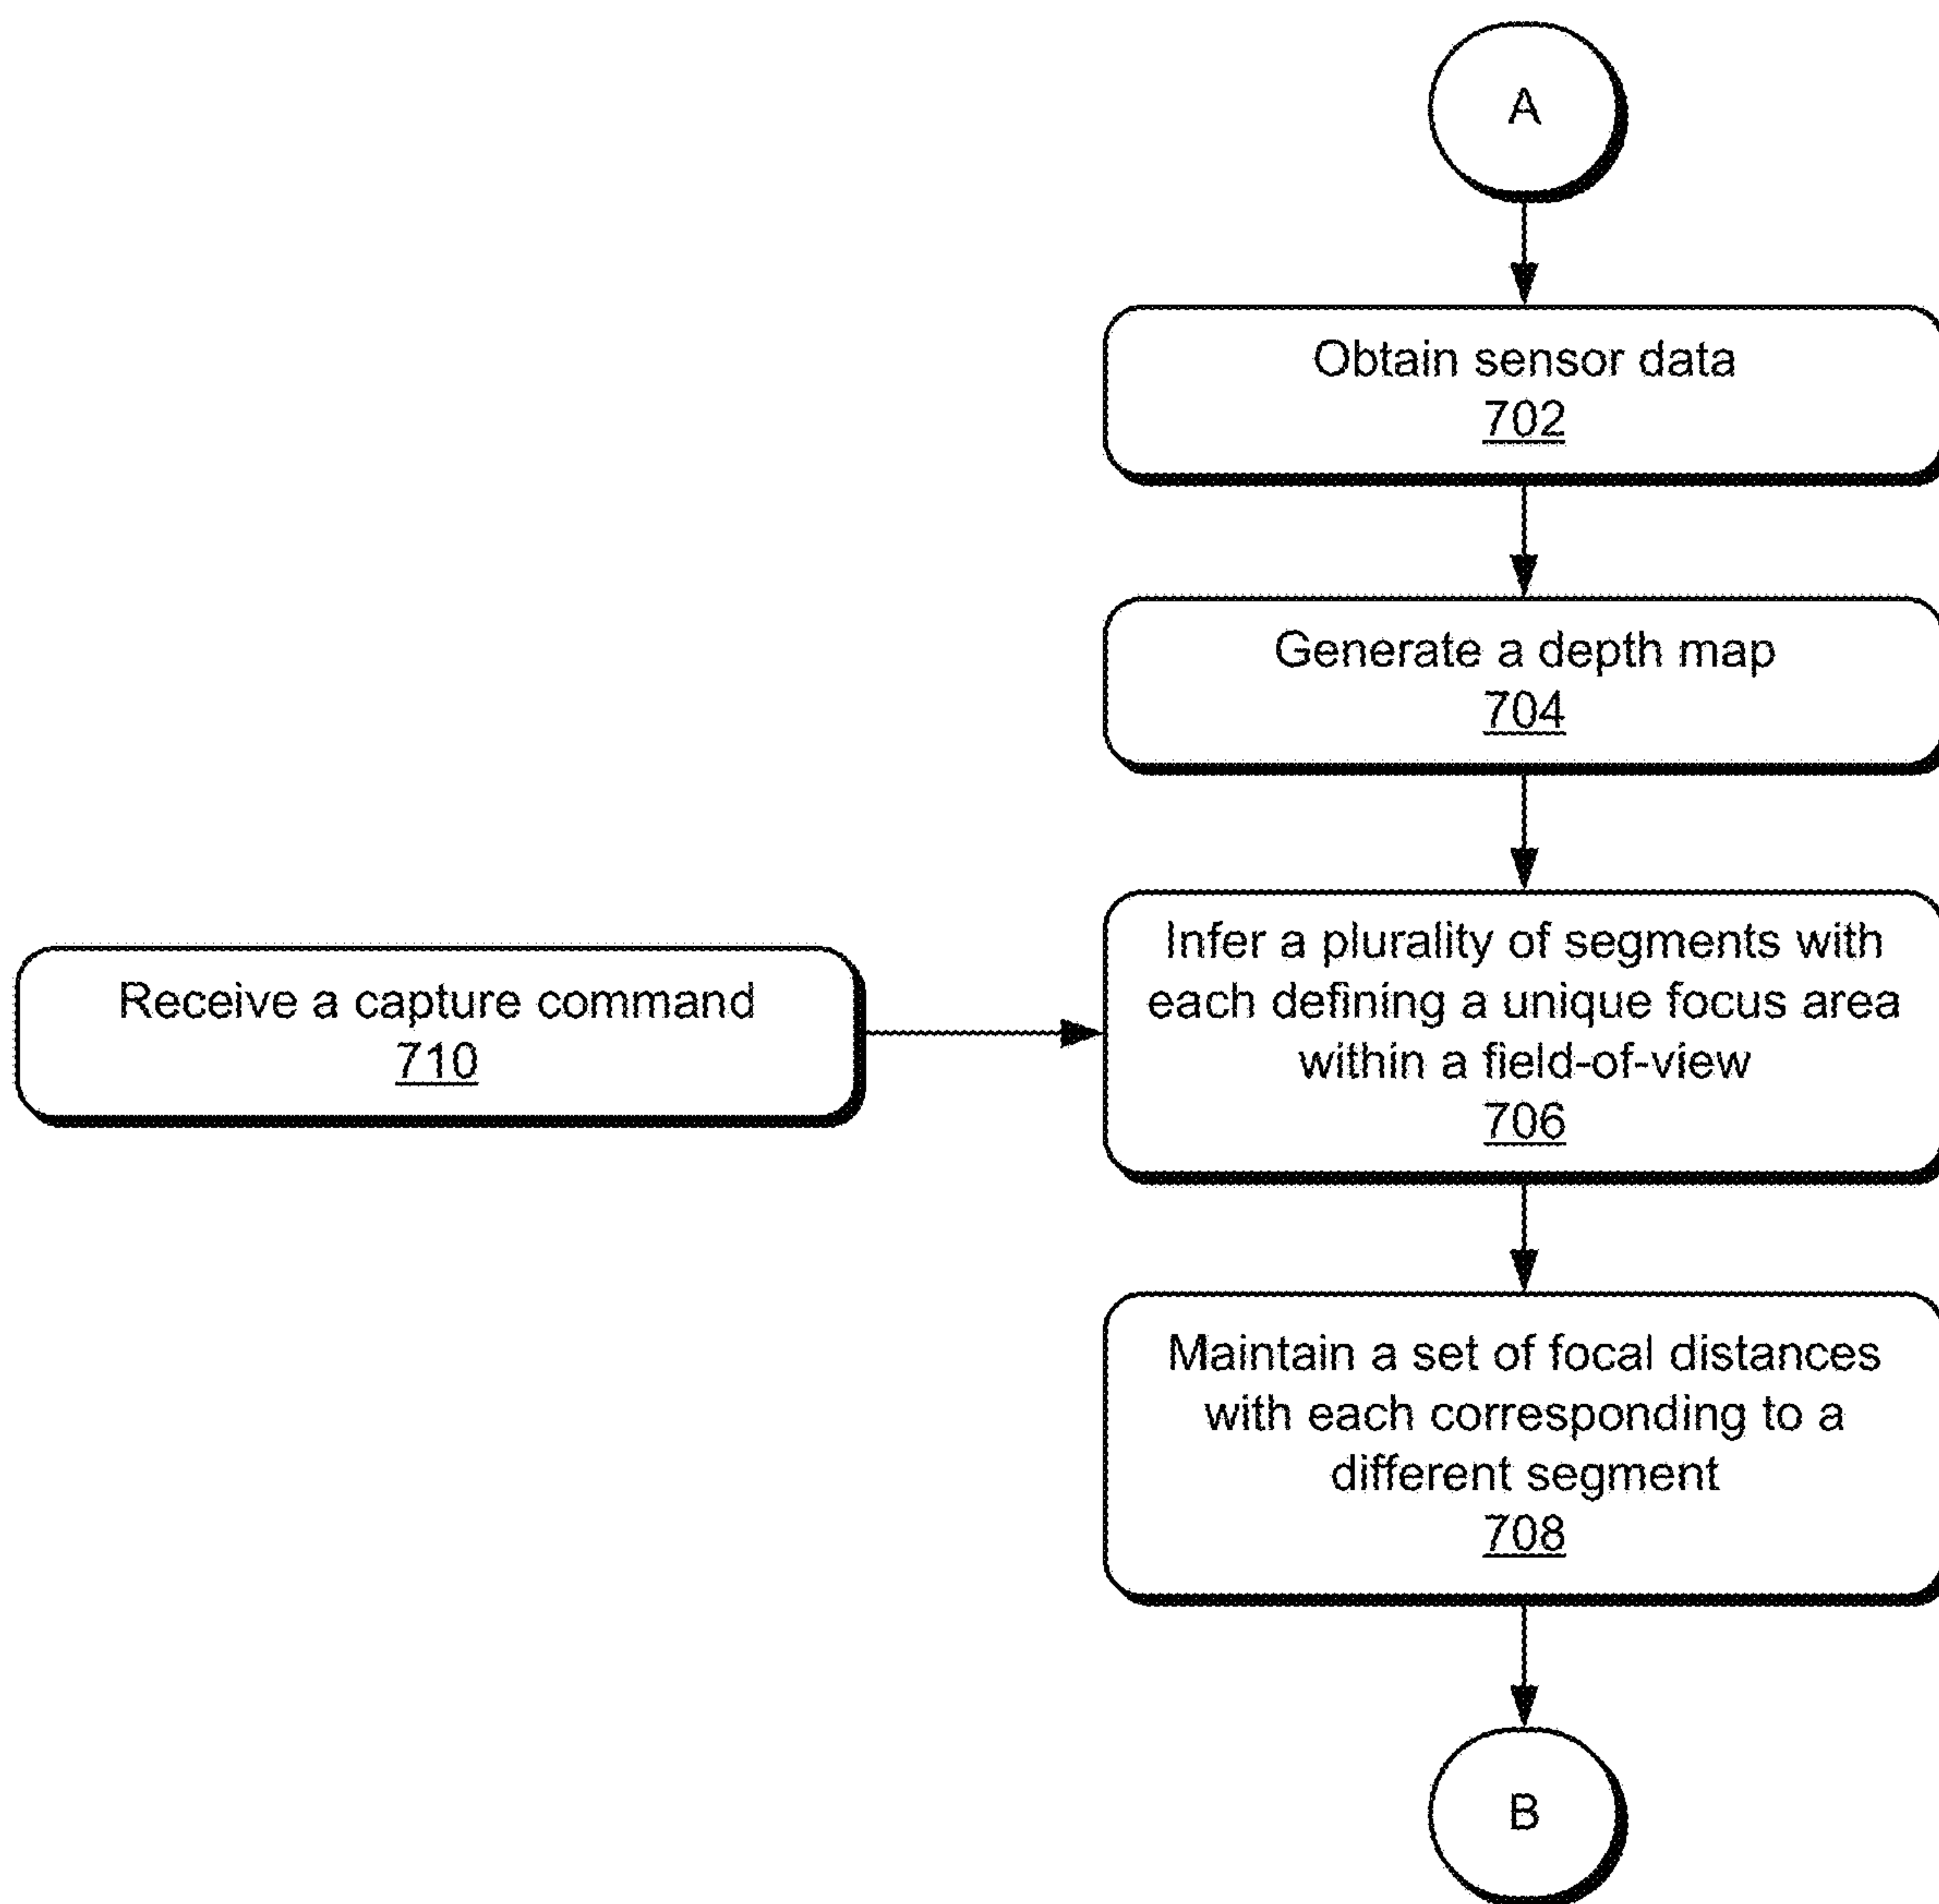 A
Obtain sensor data
702
Generate a depth map
704
Infer a plurality of segments with
each defining a unique focus area
within a field-of-view
706
Receive a capture command
710
Maintain a set of focal distances
with each corresponding to a
different segment
708
B